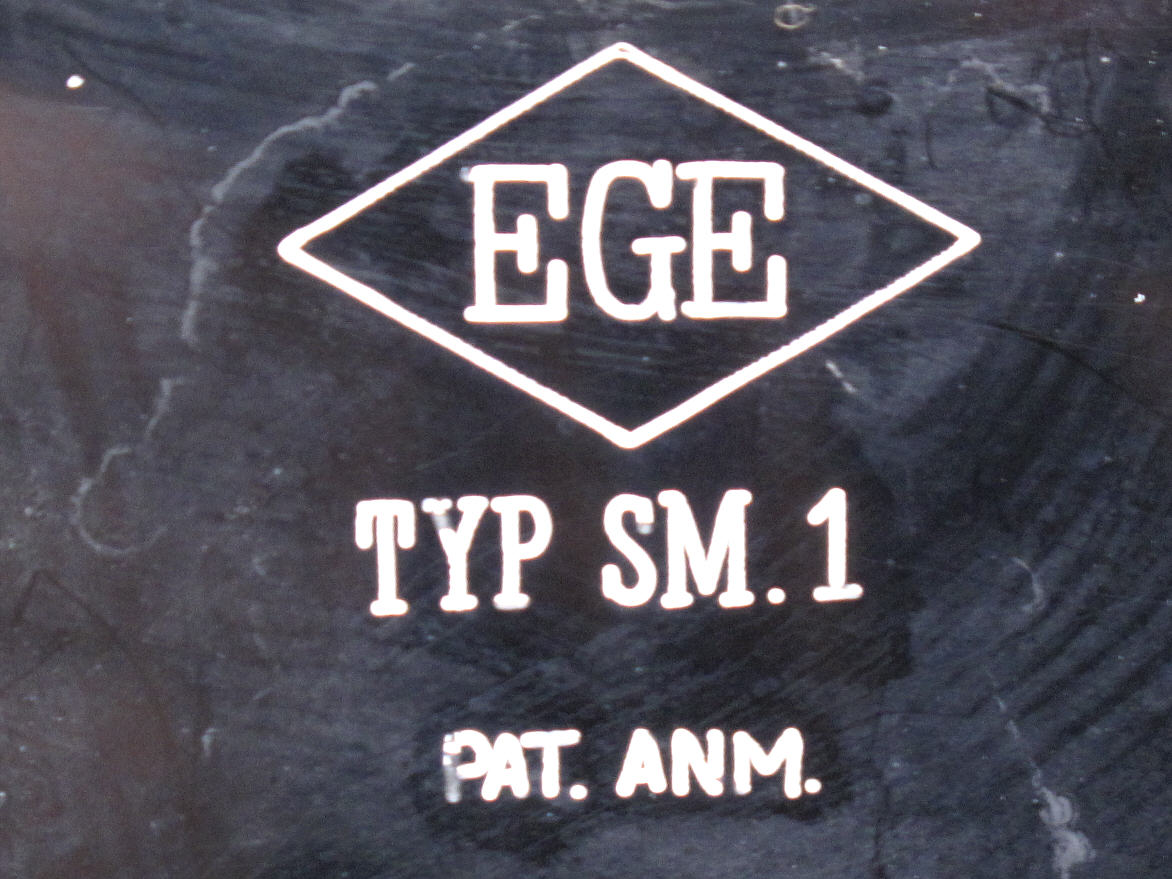 EGE
TYP SM.1
PAT. ANM.